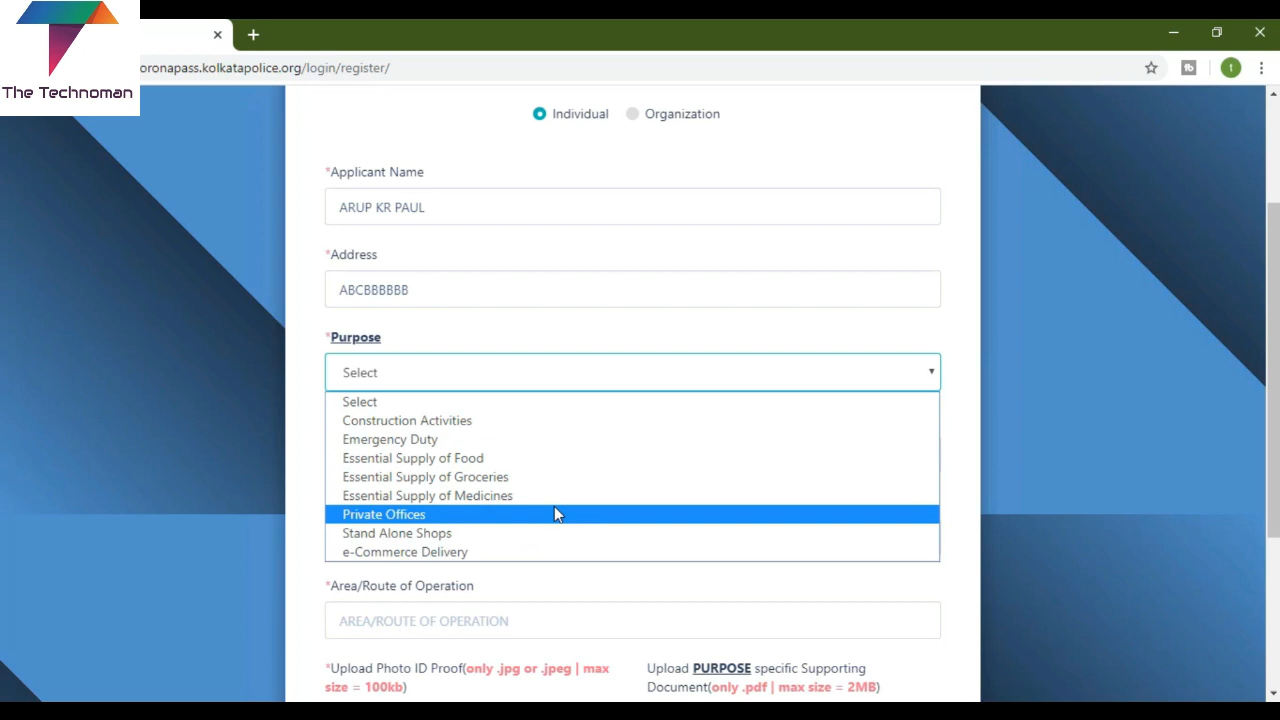 The Technoman
oronapass.kolkatapolice.org/login/register/
Individual
Organization
*Applicant Name
ARUP KR PAUL
*Address
ABCBBBBBB
*Purpose
Select
Select
Construction Activities
Emergency Duty
Essential Supply of Food
Essential Supply of Groceries
Essential Supply of Medicines
Private Offices
Stand Alone Shops
e-Commerce Delivery
*Area/Route of Operation
AREA/ROUTE OF OPERATION
*Upload Photo ID Proof(only .jpg or .jpeg | max
size = 100kb)
Upload PURPOSE specific Supporting
Document(only .pdf | max size = 2MB)